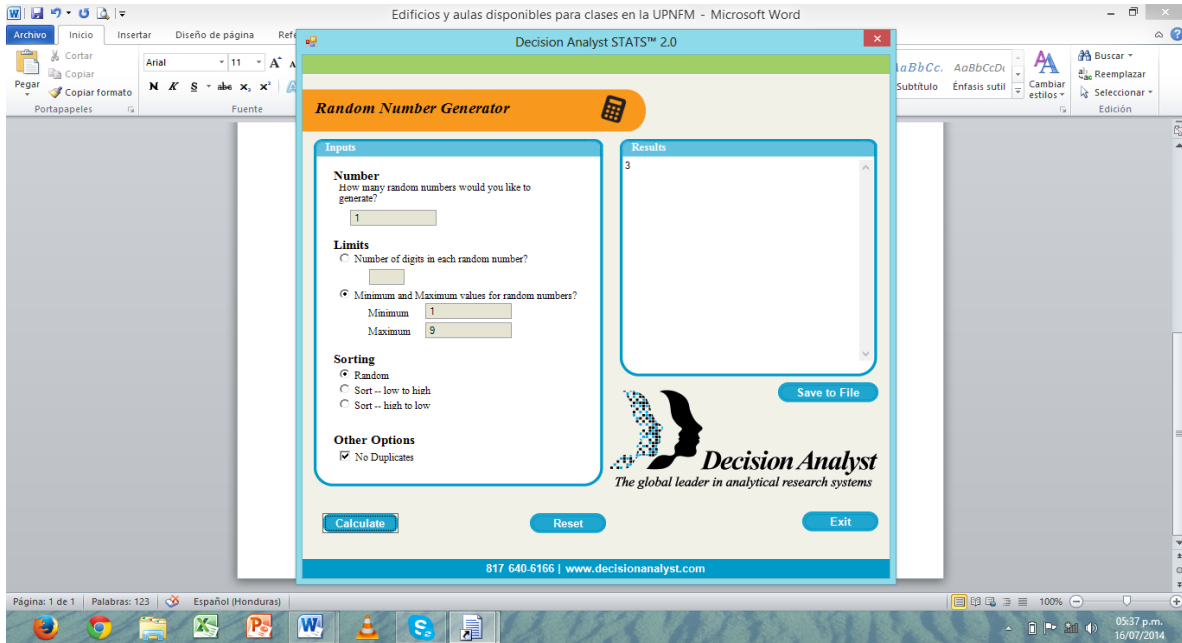 Edificios y aulas disponibles para clases en la UPNFM - Microsoft Word
Archivo Inicio Insertar Diseño de página Refe
Pegar
Cortar
Copiar
Copiar formato
Portapapeles
Arial 11 A A
N K S abe x₂ x² A
Fuente
AaBbCc. AaBbCcDc
Subtítulo Énfasis sutil
Cambiar
estilos
Buscar
Reemplazar
Seleccionar
Edición
Decision Analyst STATS™ 2.0
Random Number Generator
Inputs
Number
How many random numbers would you like to
generate?
1
Limits
Number of digits in each random number?
Minimum and Maximum values for random numbers?
Minimum 1
Maximum 9
Sorting
Random
Sort -- low to high
Sort -- high to low
Other Options
No Duplicates
Results
3
Save to File
Decision Analyst
The global leader in analytical research systems
Calculate Reset Exit
817 640-6166 | www.decisionanalyst.com
Página: 1 de 1 Palabras: 123 Español (Honduras) 100%
05:37 p.m.
16/07/2014